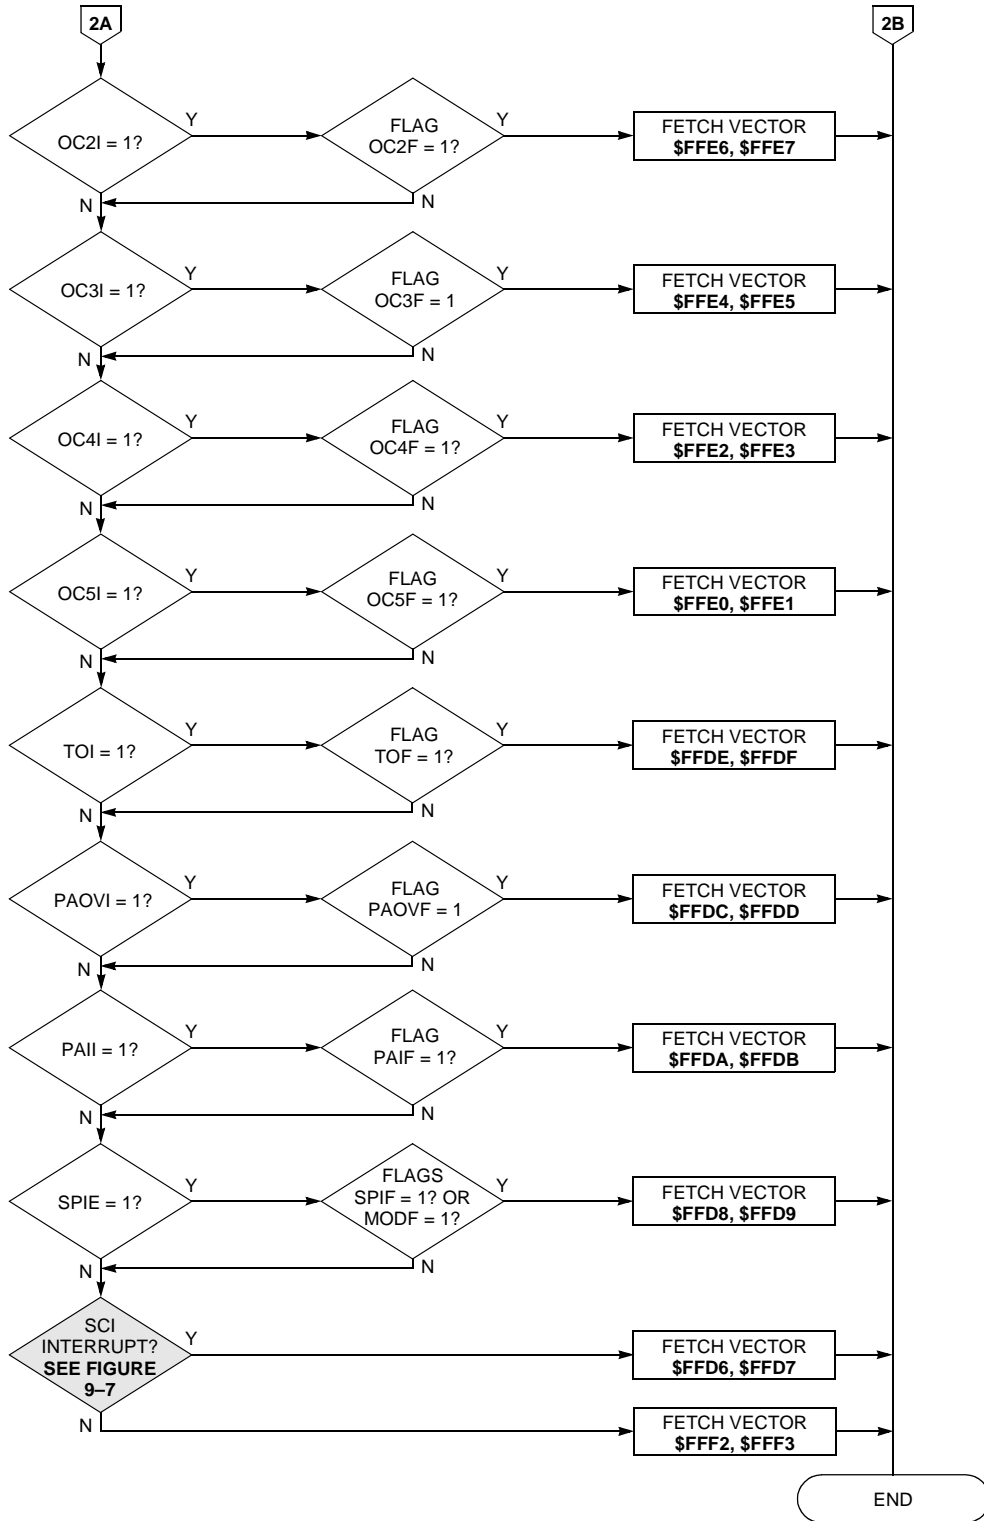 2A
2B
OC2I = 1?
Y
FLAG
OC2F = 1?
Y
FETCH VECTOR
$FFE6, $FFE7
N
N
OC3I = 1?
Y
FLAG
OC3F = 1
Y
FETCH VECTOR
$FFE4, $FFE5
N
N
OC4I = 1?
Y
FLAG
OC4F = 1?
Y
FETCH VECTOR
$FFE2, $FFE3
N
N
OC5I = 1?
Y
FLAG
OC5F = 1?
Y
FETCH VECTOR
$FFE0, $FFE1
N
N
TOI = 1?
Y
FLAG
TOF = 1?
Y
FETCH VECTOR
$FFDE, $FFDF
N
N
PAOVI = 1?
Y
FLAG
PAOVF = 1
Y
FETCH VECTOR
$FFDC, $FFDD
N
N
PAII = 1?
Y
FLAG
PAIF = 1?
Y
FETCH VECTOR
$FFDA, $FFDB
N
N
SPIE = 1?
Y
FLAGS
SPIF = 1? OR
MODF = 1?
Y
FETCH VECTOR
$FFD8, $FFD9
N
N
SCI
INTERRUPT?
SEE FIGURE
9–7
Y
FETCH VECTOR
$FFD6, $FFD7
N
FETCH VECTOR
$FFF2, $FFF3
END